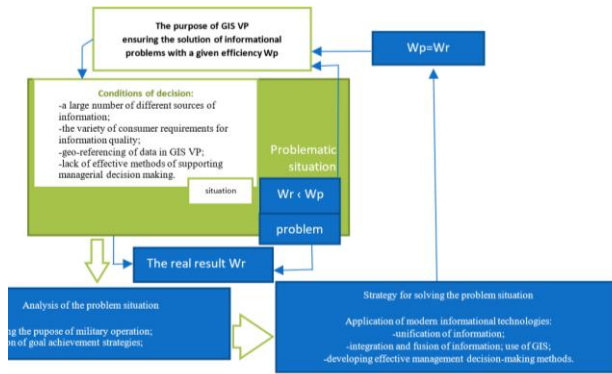 The purpose of GIS VP
ensuring the solution of informational
problems with a given efficiency Wp
Wp=Wr
Conditions of decision:
-a large number of different sources of
information;
-the variety of consumer requirements for
information quality;
-geo-referencing of data in GIS VP;
-lack of effective methods of supporting
managerial decision making.
situation
Problematic
situation
Wr ‹ Wp
problem
The real result Wr
Analysis of the problem situation
the pupose of military operation;
of goal achievement strategies;
Strategy for solving the problem situation
Application of modern informational technologies:
-unification of information;
-integration and fusion of information; use of GIS;
-developing effective management decision-making methods.